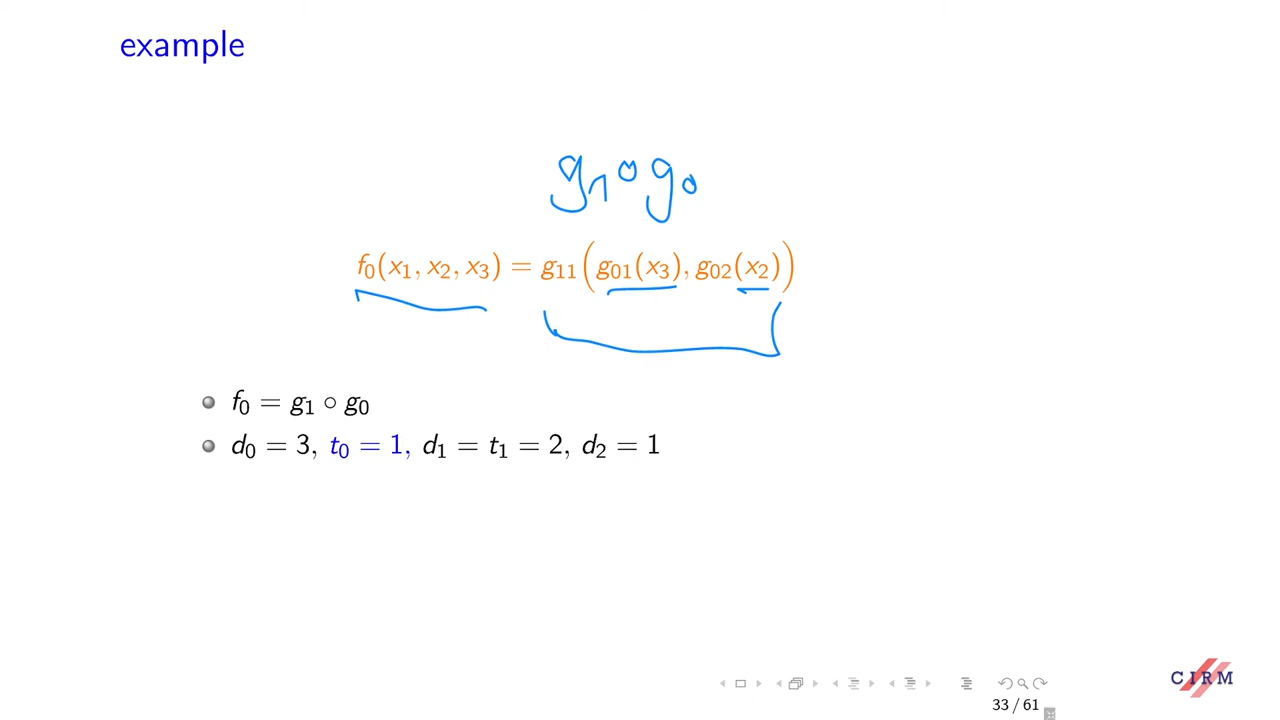 example
g₁ ∘ g₀
f₀(x₁, x₂, x₃) = g₁₁(g₀₁(x₃), g₀₂(x₂))
f₀ = g₁ ∘ g₀
d₀ = 3, t₀ = 1, d₁ = t₁ = 2, d₂ = 1
CIRM
33 / 61